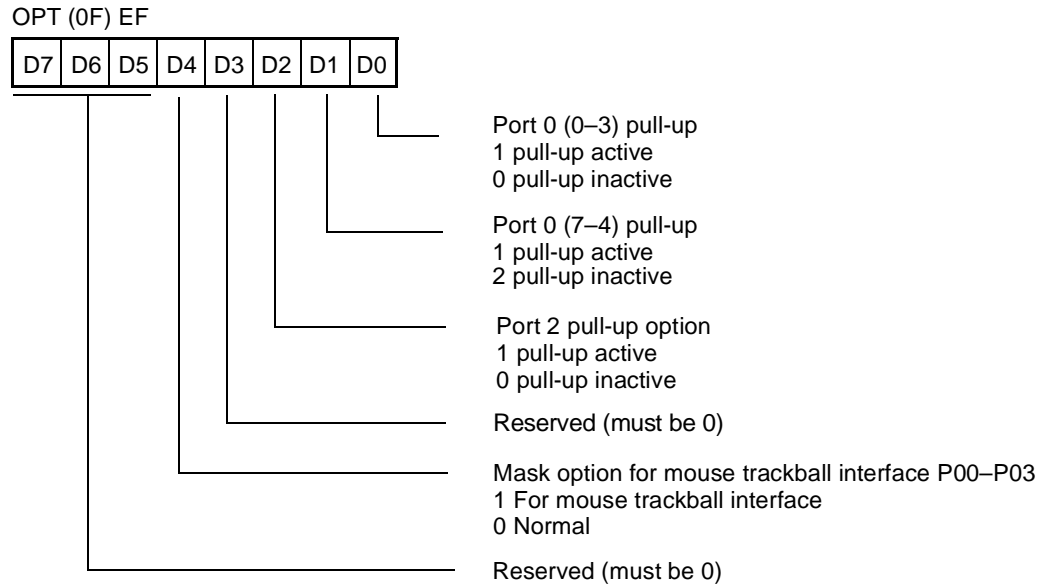 OPT (0F) EF
D7 D6 D5 D4 D3 D2 D1 D0
Port 0 (0–3) pull-up
1 pull-up active
0 pull-up inactive
Port 0 (7–4) pull-up
1 pull-up active
2 pull-up inactive
Port 2 pull-up option
1 pull-up active
0 pull-up inactive
Reserved (must be 0)
Mask option for mouse trackball interface P00–P03
1 For mouse trackball interface
0 Normal
Reserved (must be 0)